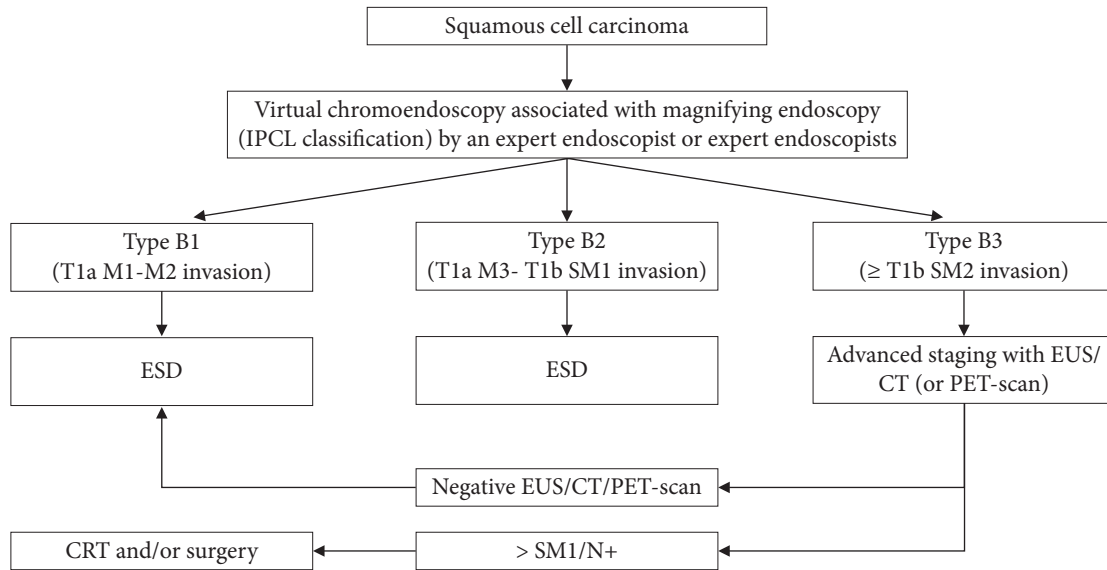 Squamous cell carcinoma
Virtual chromoendoscopy associated with magnifying endoscopy
(IPCL classification) by an expert endoscopist or expert endoscopists
Type B1
(T1a M1-M2 invasion)
Type B2
(T1a M3- T1b SM1 invasion)
Type B3
(≥ T1b SM2 invasion)
ESD
ESD
Advanced staging with EUS/
CT (or PET-scan)
Negative EUS/CT/PET-scan
CRT and/or surgery
> SM1/N+